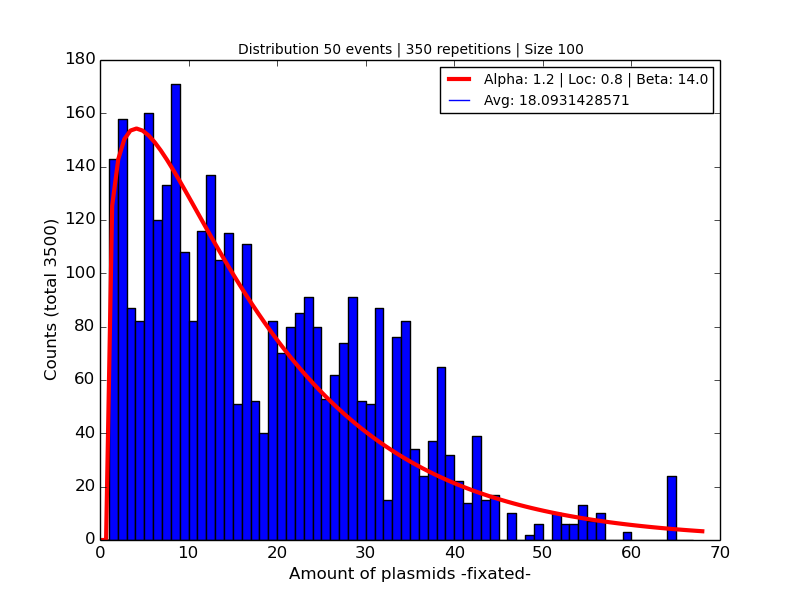 Distribution 50 events | 350 repetitions | Size 100
Alpha: 1.2 | Loc: 0.8 | Beta: 14.0
Avg: 18.0931428571
180
160
140
120
100
80
60
40
20
0
Counts (total 3500)
0 10 20 30 40 50 60 70
Amount of plasmids -fixated-